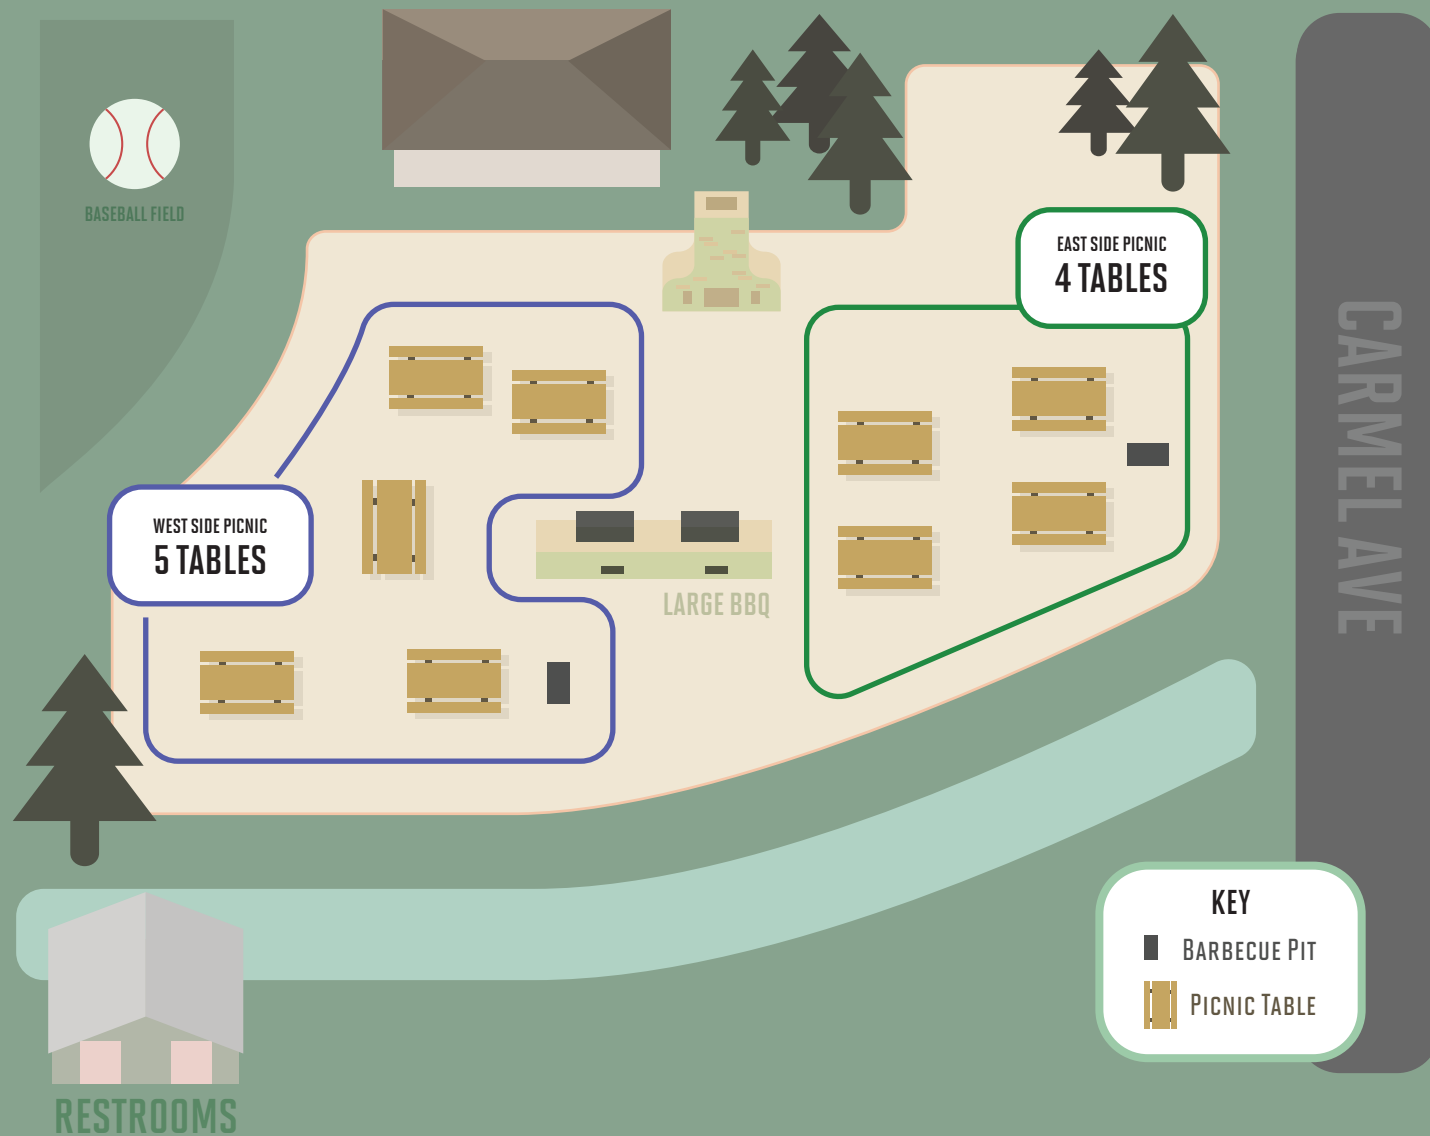 BASEBALL FIELD
EAST SIDE PICNIC
4 TABLES
CARMEL AVE
WEST SIDE PICNIC
5 TABLES
LARGE BBQ
KEY
BARBECUE PIT
PICNIC TABLE
RESTROOMS